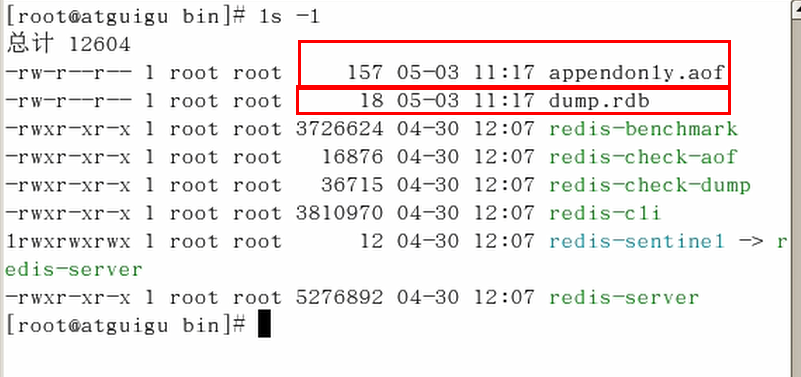 [root@atguigu bin]# ls -l
总计 12604
-rw-r--r-- 1 root root     157 05-03 11:17 appendonly.aof
-rw-r--r-- 1 root root      18 05-03 11:17 dump.rdb
-rwxr-xr-x 1 root root 3726624 04-30 12:07 redis-benchmark
-rwxr-xr-x 1 root root   16876 04-30 12:07 redis-check-aof
-rwxr-xr-x 1 root root   36715 04-30 12:07 redis-check-dump
-rwxr-xr-x 1 root root 3810970 04-30 12:07 redis-cli
lrwxrwxrwx 1 root root      12 04-30 12:07 redis-sentinel -> r
edis-server
-rwxr-xr-x 1 root root 5276892 04-30 12:07 redis-server
[root@atguigu bin]#